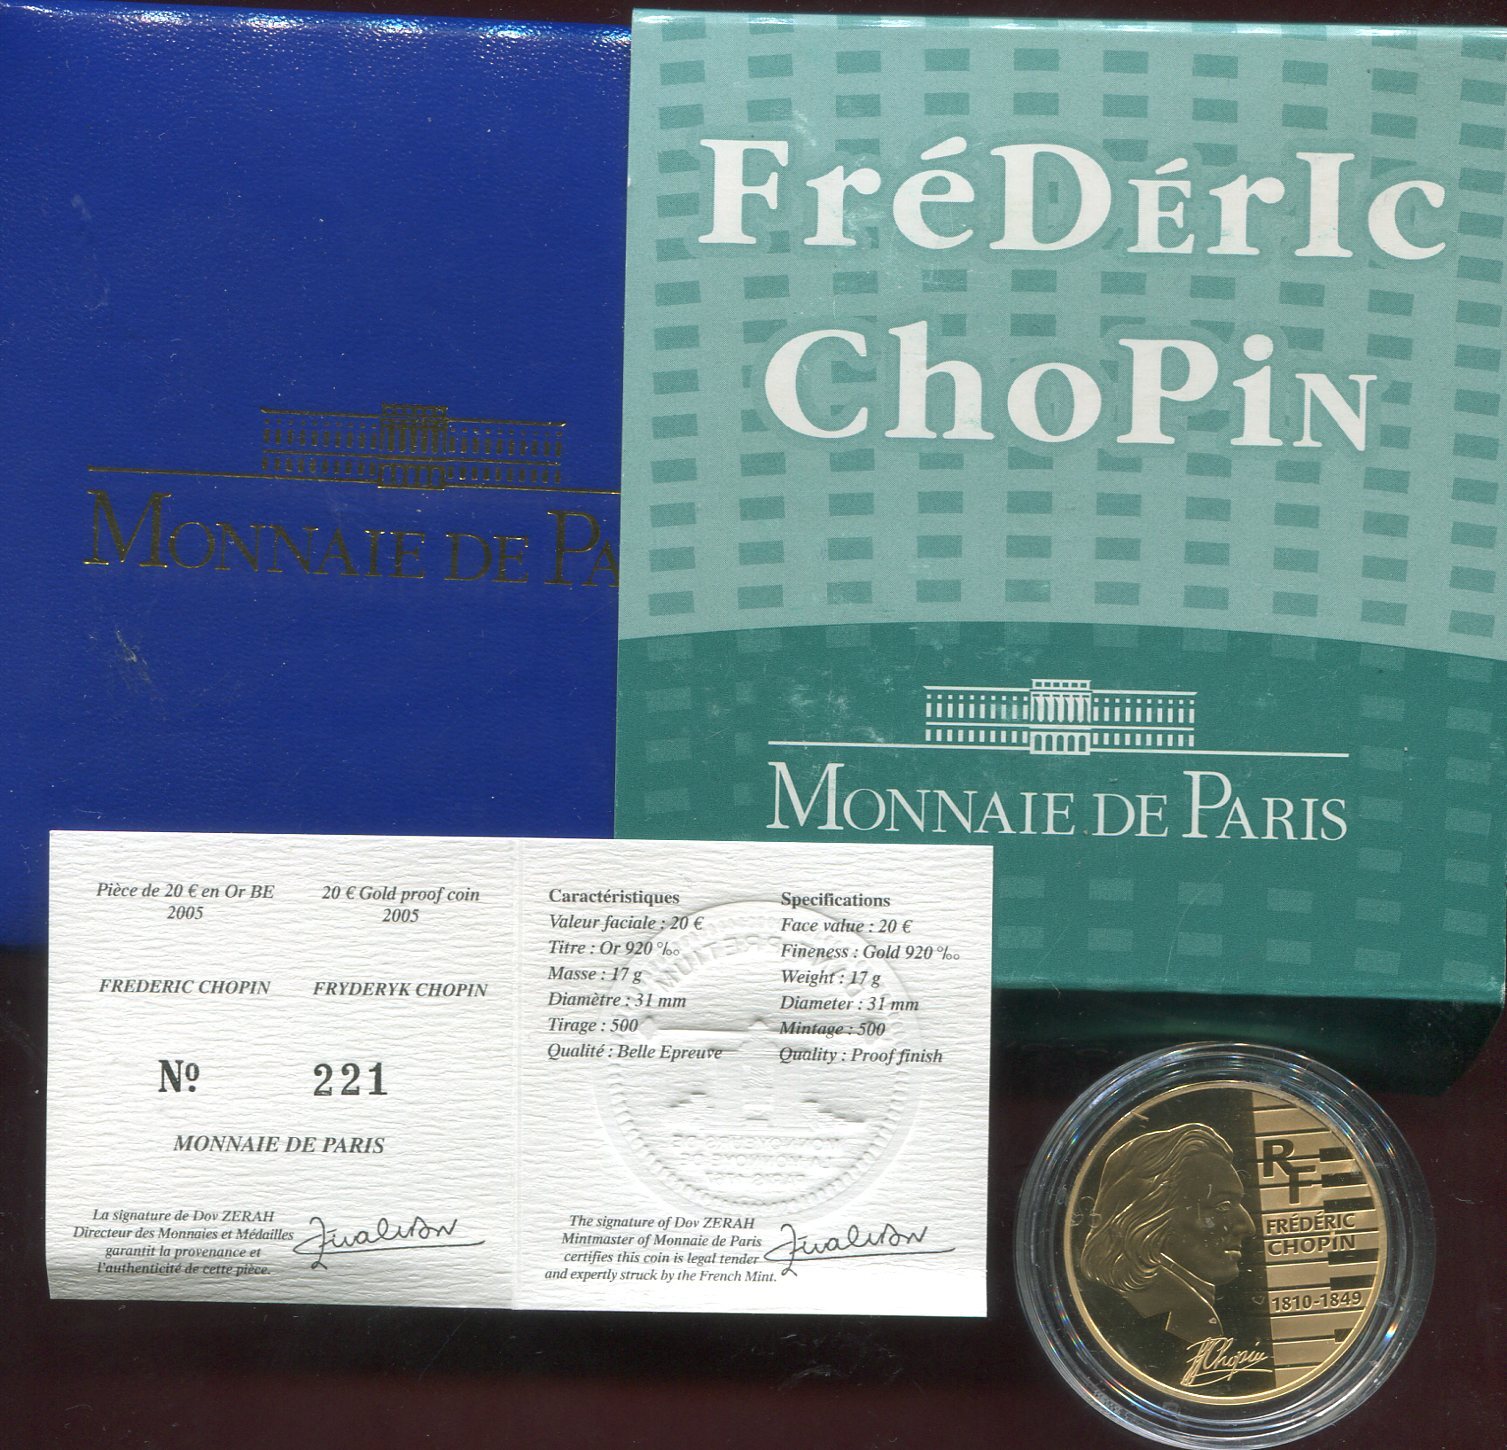 MONNAIE DE PA
FréDÉrIc
ChoPiN
MONNAIE DE PARIS
Pièce de 20 € en Or BE
2005
20 € Gold proof coin
2005
FREDERIC CHOPIN
FRYDERYK CHOPIN
Nº
221
MONNAIE DE PARIS
La signature de Dov ZERAH
Directeur des Monnaies et Médailles
garantit la provenance et
l'authenticité de cette pièce.
Caractéristiques
Valeur faciale : 20 €
Titre : Or 920 ‰
Masse : 17 g
Diamètre : 31 mm
Tirage : 500
Qualité : Belle Epreuve
Specifications
Face value : 20 €
Fineness : Gold 920 ‰
Weight : 17 g
Diameter : 31 mm
Mintage : 500
Quality : Proof finish
The signature of Dov ZERAH
Mintmaster of Monnaie de Paris
certifies this coin is legal tender
and expertly struck by the French Mint.
RF
FRÉDÉRIC
CHOPIN
1810-1849
Chopin